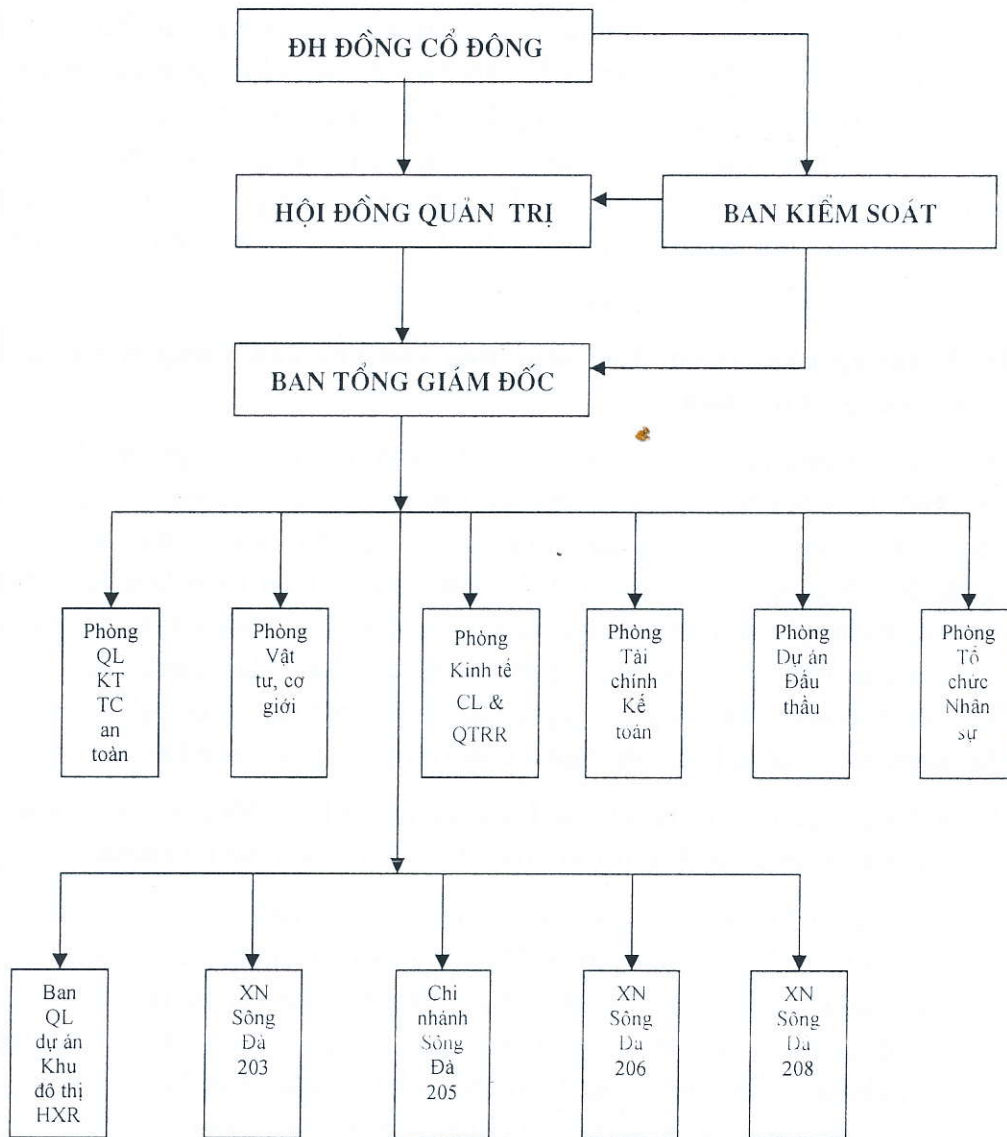 ĐH ĐỒNG CỔ ĐÔNG
HỘI ĐỒNG QUẢN TRỊ
BAN KIỂM SOÁT
BAN TỔNG GIÁM ĐỐC
Phòng
QL
KT
TC
an
toàn
Phòng
Vật
tư, cơ
giới
Phòng
Kinh tế
CL &
QTRR
Phòng
Tài
chính
Kế
toán
Phòng
Dự án
Đấu
thầu
Phòng
Tổ
chức
Nhân
sự
Ban
QL
dự án
Khu
đô thị
HXR
XN
Sông
Đà
203
Chi
nhánh
Sông
Đà
205
XN
Sông
Đà
206
XN
Sông
Đà
208